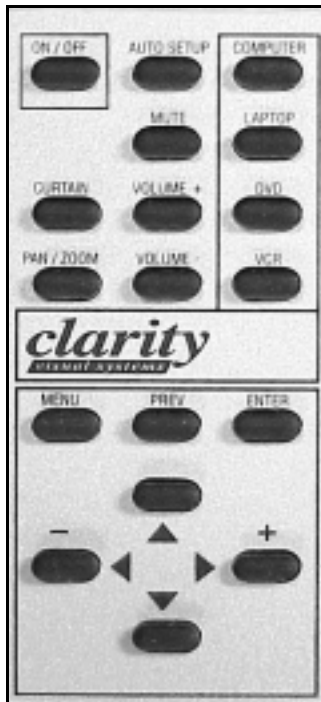 ON / OFF AUTO SETUP COMPUTER
MUTE LAPTOP
CURTAIN VOLUME + DVD
PAN / ZOOM VOLUME - VCR
clarity
visual systems
MENU PREV ENTER
- +